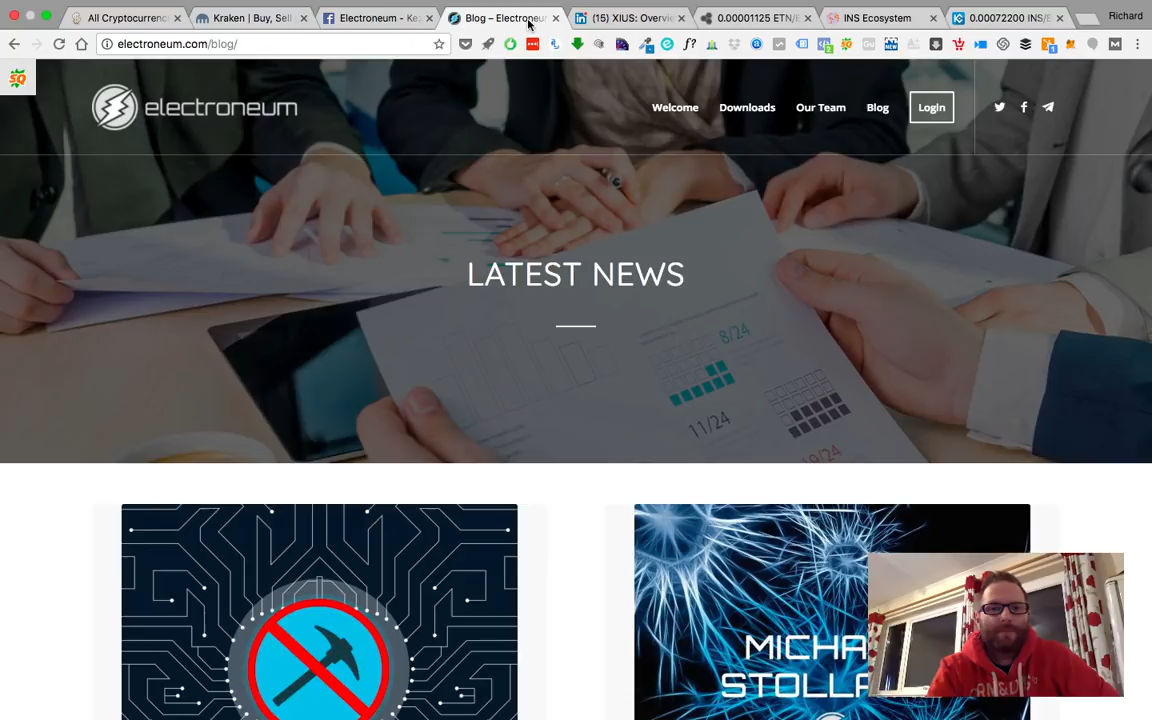 All Cryptocurrenc
Kraken | Buy, Sell
Electroneum - Ke
Blog – Electroneu
(15) XIUS: Overvie
0.00001125 ETN/B
INS Ecosystem
0.00072200 INS/E
Richard
electroneum.com/blog/
electroneum
Welcome
Downloads
Our Team
Blog
Login
LATEST NEWS
8/24
11/24
19/24
MICHA
STOLLA